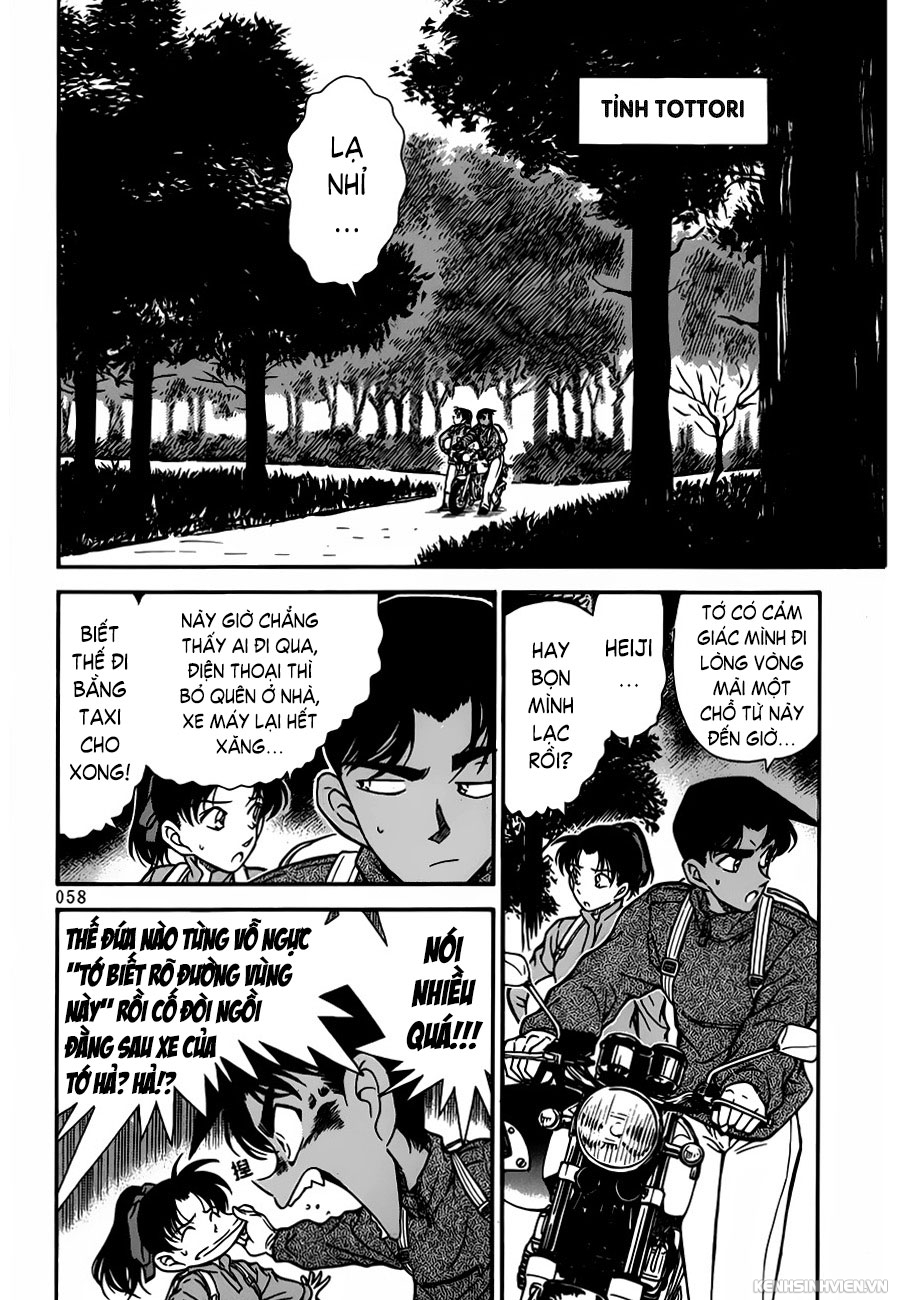 TỈNH TOTTORI
LẠ
NHỈ
...
TỚ CÓ CẢM
GIÁC MÌNH ĐI
LÒNG VÒNG
MÃI MỘT
CHỖ TỪ NÃY
ĐẾN GIỜ...
HEIJI
...
HAY
BỌN
MÌNH
LẠC
RỒI?
NÃY GIỜ CHẲNG
THẤY AI ĐI QUA,
ĐIỆN THOẠI THÌ
BỎ QUÊN Ở NHÀ,
XE MÁY LẠI HẾT
XĂNG...
BIẾT
THẾ ĐI
BẰNG
TAXI
CHO
XONG!
058
NÓI
NHIỀU
QUÁ!!!
THẾ ĐỨA NÀO TỪNG VỖ NGỰC
"TỚ BIẾT RÕ ĐƯỜNG VÙNG
NÀY" RỒI CỐ ĐÒI NGỒI
ĐẰNG SAU XE CỦA
TỚ HẢ? HẢ!?
捏
KENHSINHVIEN.VN